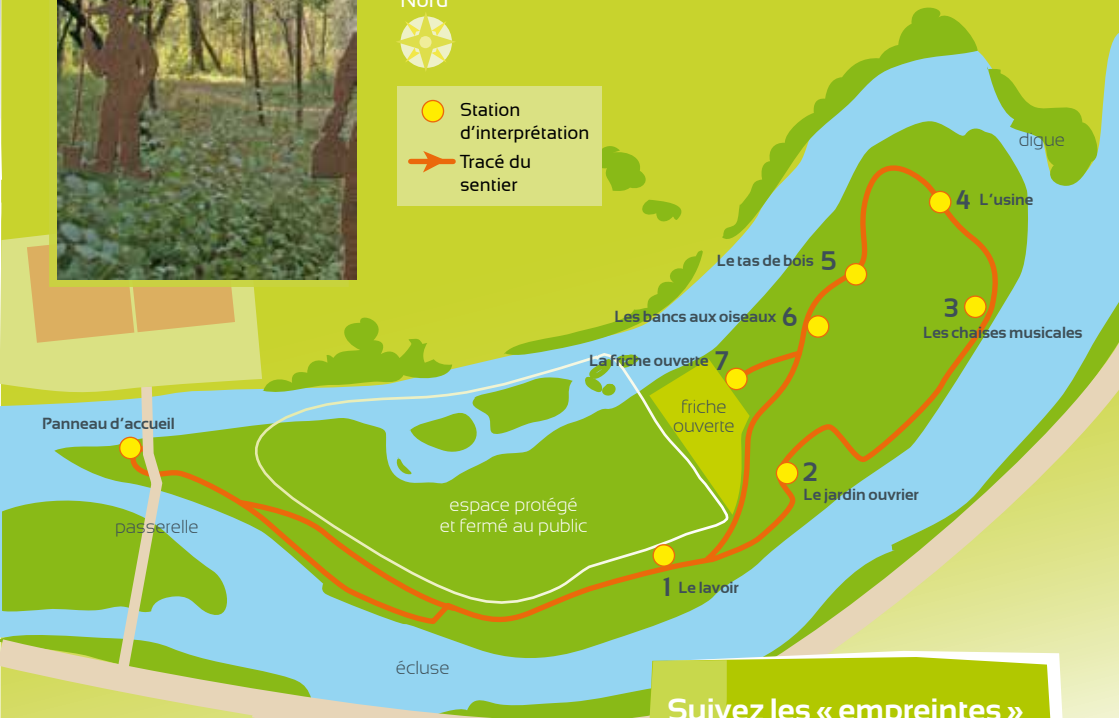 Nord
Station
d'interprétation
Tracé du
sentier
digue
4 L'usine
Le tas de bois 5
3
Les chaises musicales
Les bancs aux oiseaux 6
La friche ouverte 7
friche
ouverte
Panneau d'accueil
2
Le jardin ouvrier
espace protégé
et fermé au public
passerelle
1 Le lavoir
écluse
Suivez les « empreintes »